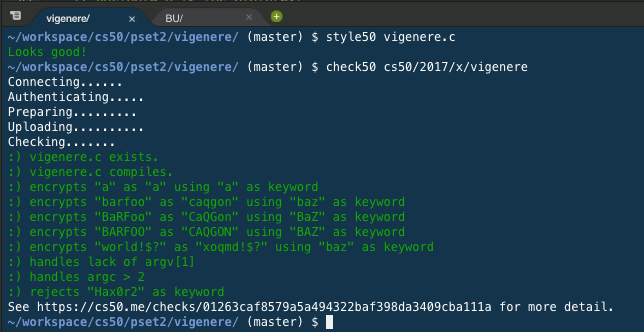 vigenere/ × BU/ ×
~/workspace/cs50/pset2/vigenere/ (master) $ style50 vigenere.c
Looks good!
~/workspace/cs50/pset2/vigenere/ (master) $ check50 cs50/2017/x/vigenere
Connecting......
Authenticating.....
Preparing.........
Uploading..........
Checking.......
:) vigenere.c exists.
:) vigenere.c compiles.
:) encrypts "a" as "a" using "a" as keyword
:) encrypts "barfoo" as "caqgon" using "baz" as keyword
:) encrypts "BaRFoo" as "CaQGon" using "BaZ" as keyword
:) encrypts "BARFOO" as "CAQGON" using "BAZ" as keyword
:) encrypts "world!$?" as "xoqmd!$?" using "baz" as keyword
:) handles lack of argv[1]
:) handles argc > 2
:) rejects "Hax0r2" as keyword
See https://cs50.me/checks/01263caf8579a5a494322baf398da3409cba111a for more detail.
~/workspace/cs50/pset2/vigenere/ (master) $